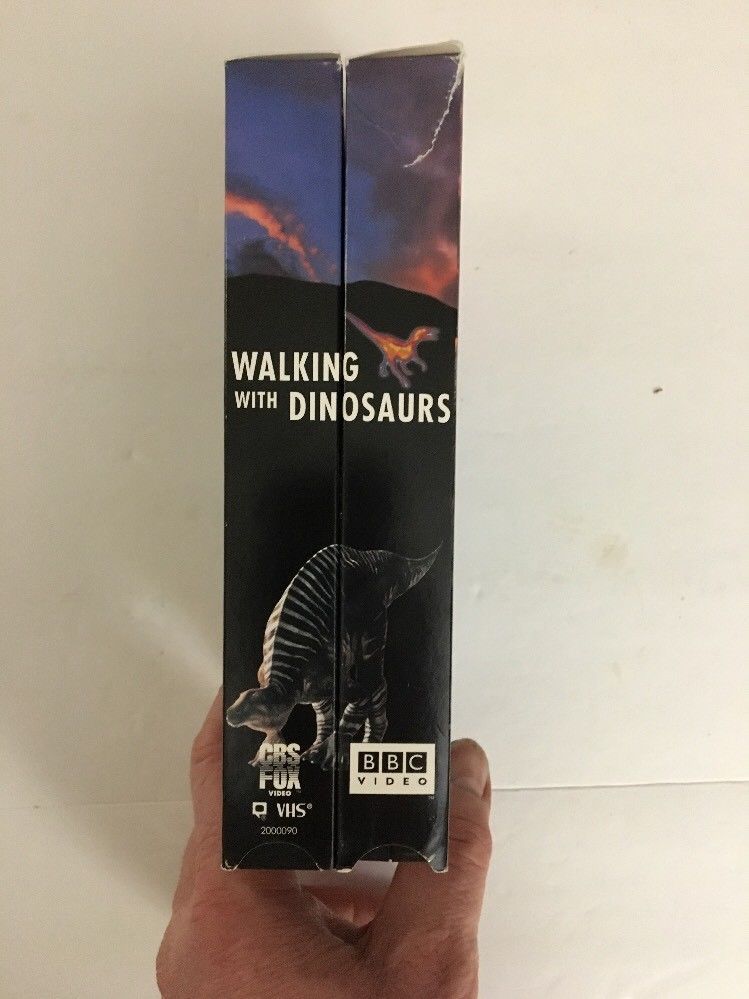 WALKING
WITH DINOSAURS
CBS
FOX
VIDEO
VHS®
2000090
BBC
VIDEO